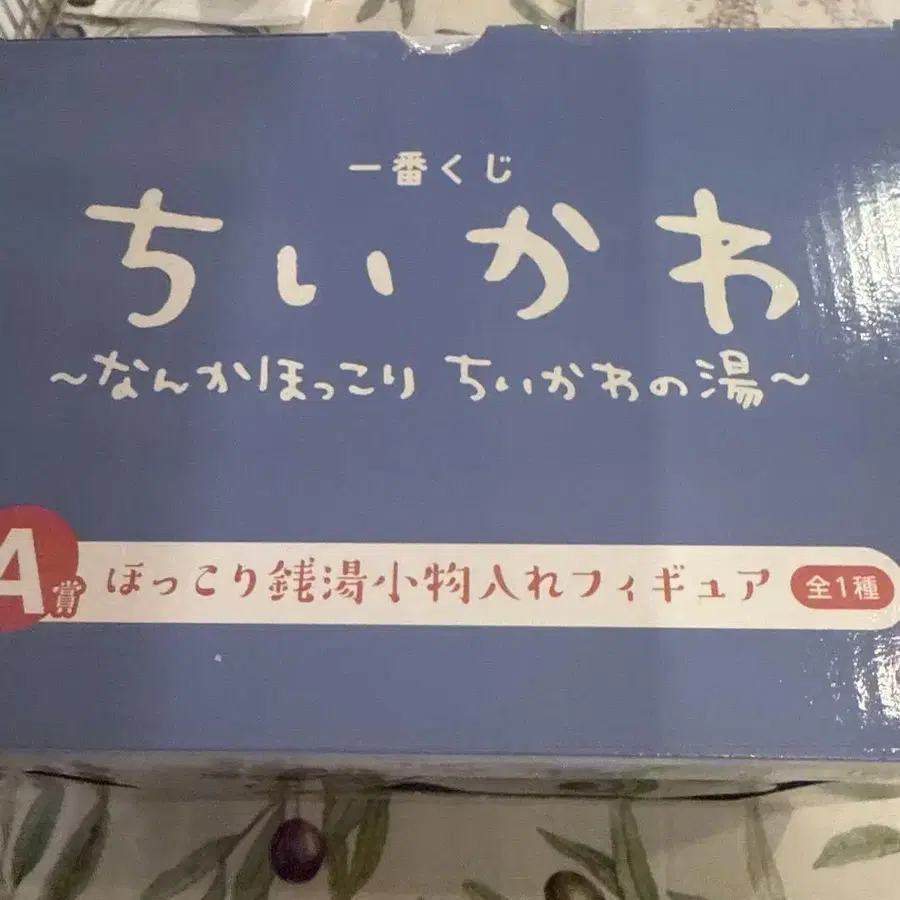 一番くじ
ちいかわ
~なんかほっこり ちいかわの湯~
A賞 ほっこり銭湯小物入れフィギュア 全1種